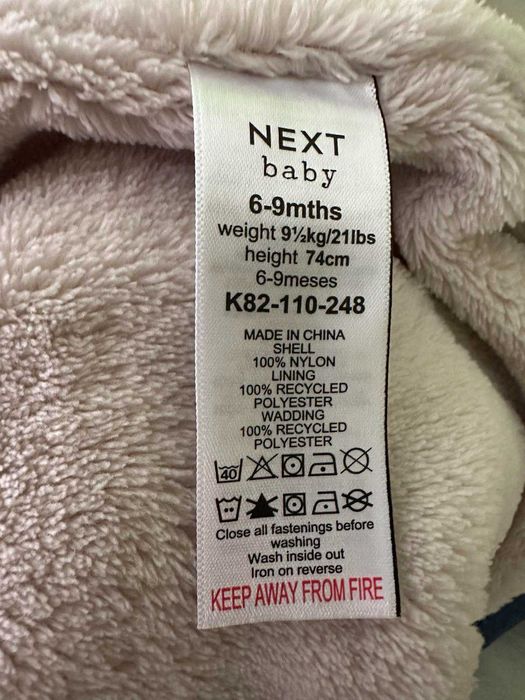 NEXT
baby
6-9mths
weight 9½kg/21lbs
height 74cm
6-9meses
K82-110-248
MADE IN CHINA
SHELL
100% NYLON
LINING
100% RECYCLED
POLYESTER
WADDING
100% RECYCLED
POLYESTER
40
Close all fastenings before
washing
Wash inside out
Iron on reverse
KEEP AWAY FROM FIRE